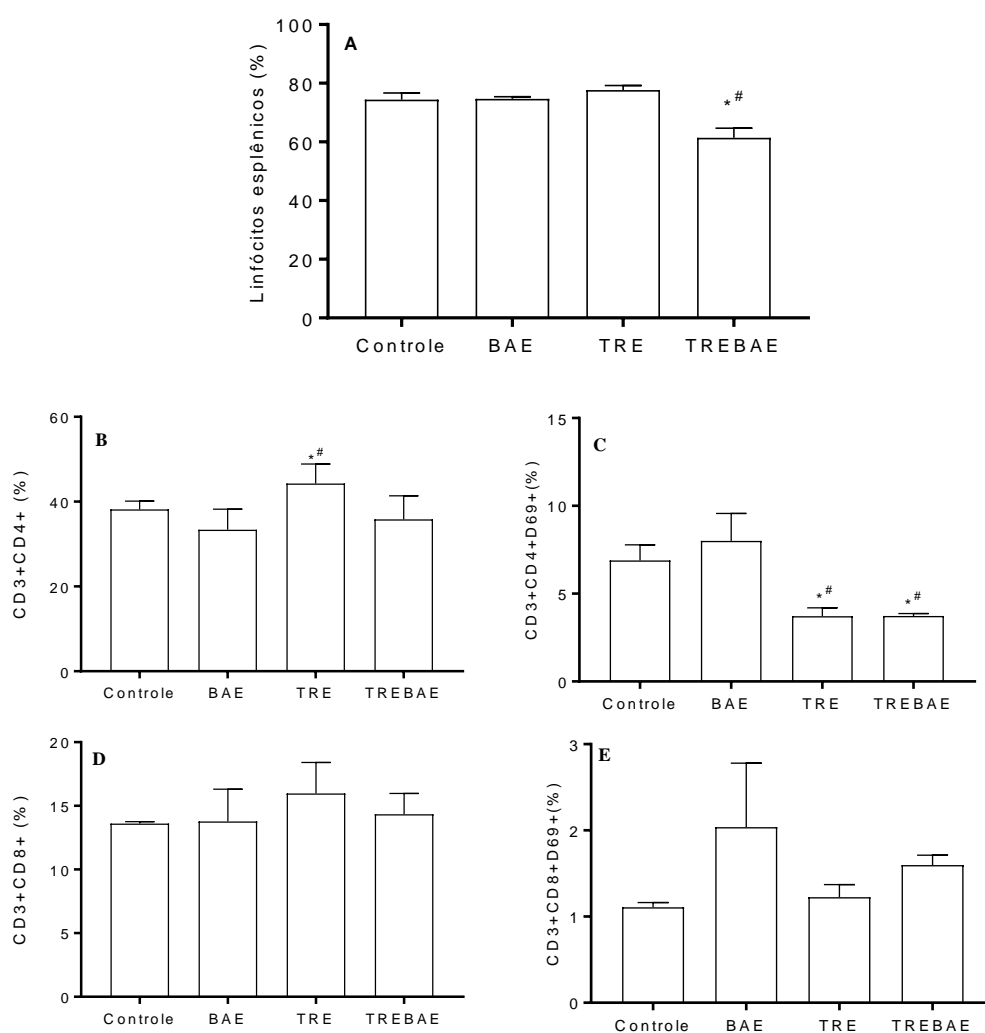 A
Linfócitos esplênicos (%)
100
80
60
40
20
0
* #
Controle BAE TRE TREBAE
B
CD3+CD4+ (%)
60
40
20
0
* #
Controle BAE TRE TREBAE
C
CD3+CD4+D69+(%)
15
10
5
0
* # * #
Controle BAE TRE TREBAE
D
CD3+CD8+ (%)
20
15
10
5
0
Controle BAE TRE TREBAE
E
CD3+CD8+D69+(%)
3
2
1
0
Controle BAE TRE TREBAE